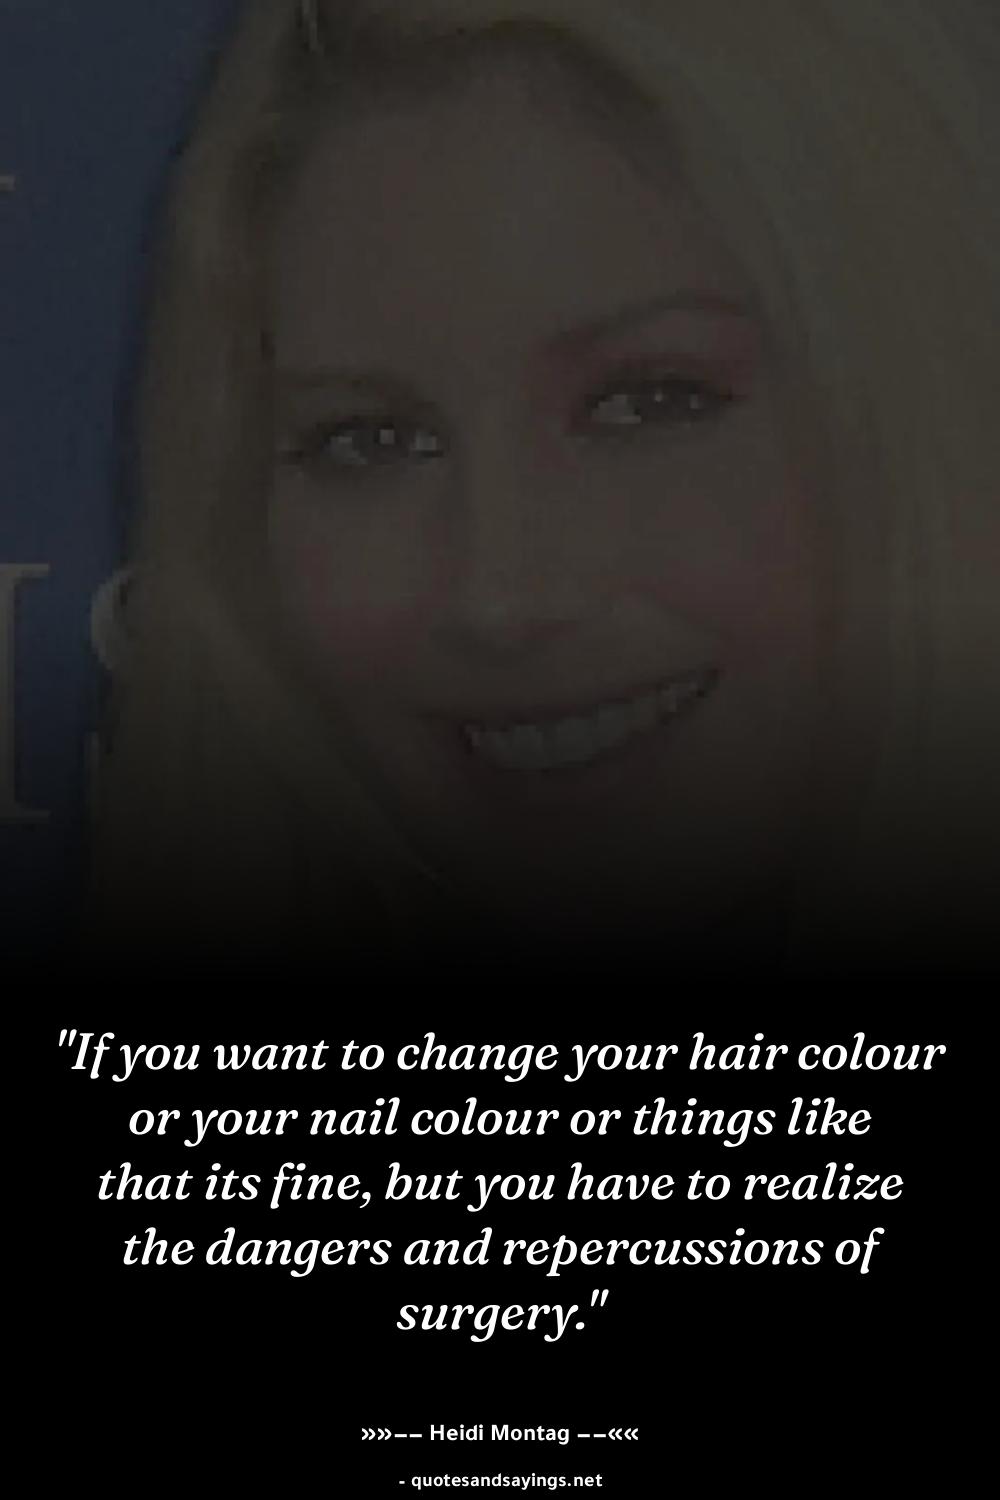 "If you want to change your hair colour
or your nail colour or things like
that its fine, but you have to realize
the dangers and repercussions of
surgery."
»»−− Heidi Montag −−««
- quotesandsayings.net